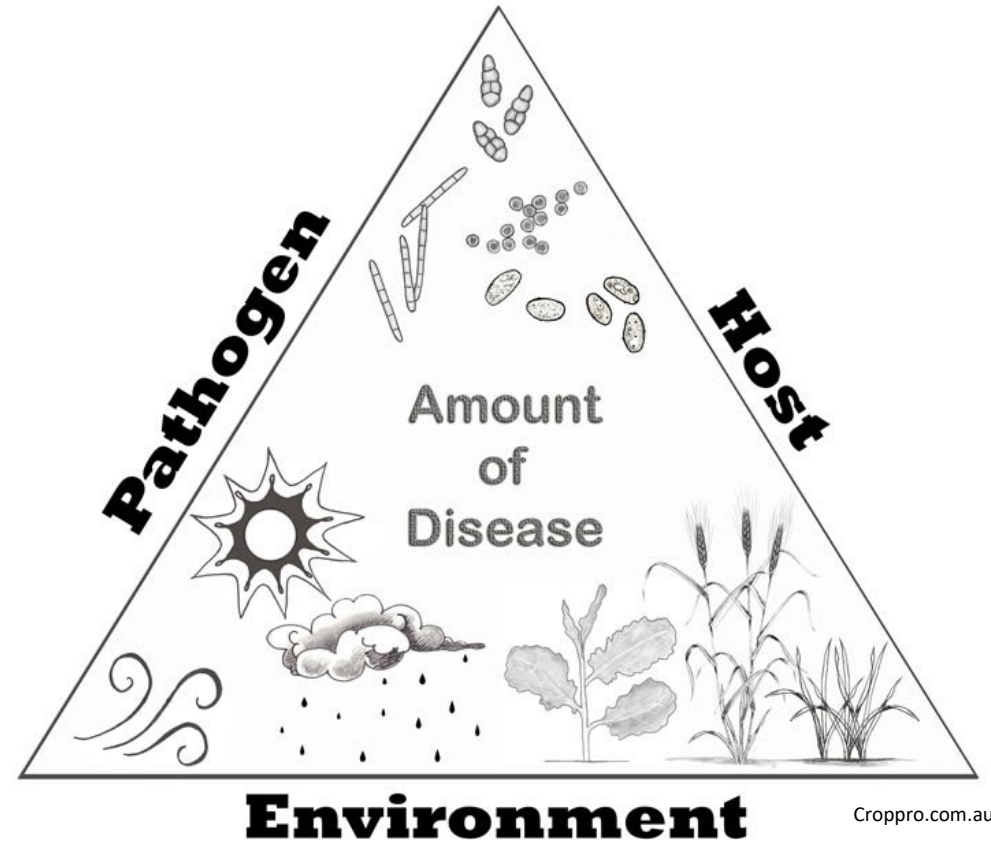 Pathogen
Host
Amount
of
Disease
Environment
Croppro.com.au